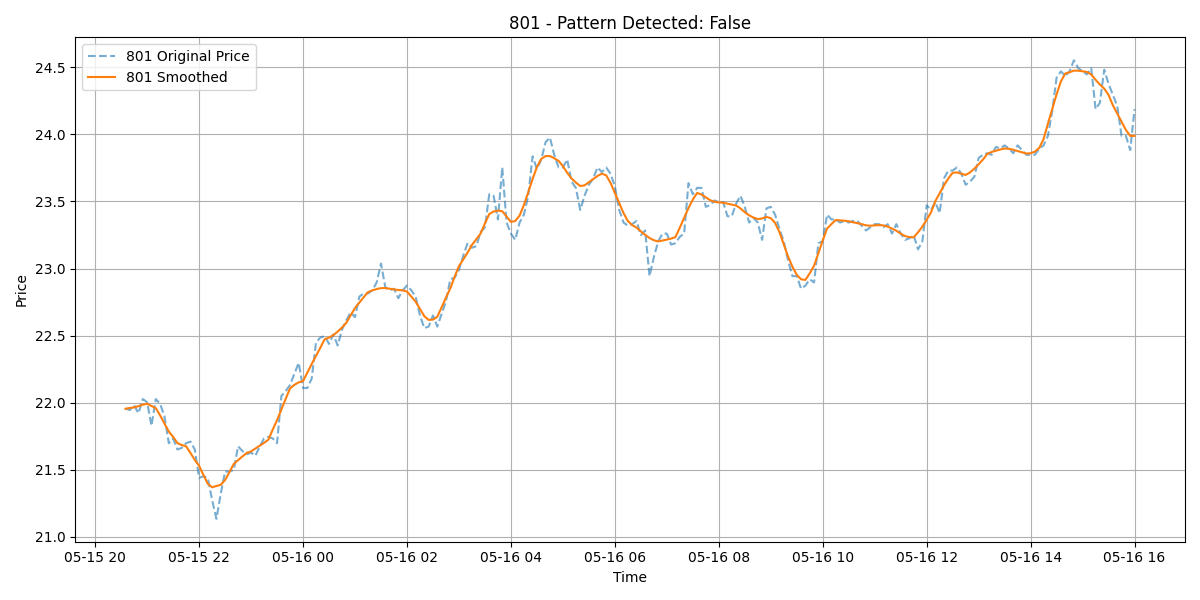 801 - Pattern Detected: False
801 Original Price
801 Smoothed
Price
24.5
24.0
23.5
23.0
22.5
22.0
21.5
21.0
05-15 20 05-15 22 05-16 00 05-16 02 05-16 04 05-16 06 05-16 08 05-16 10 05-16 12 05-16 14 05-16 16
Time